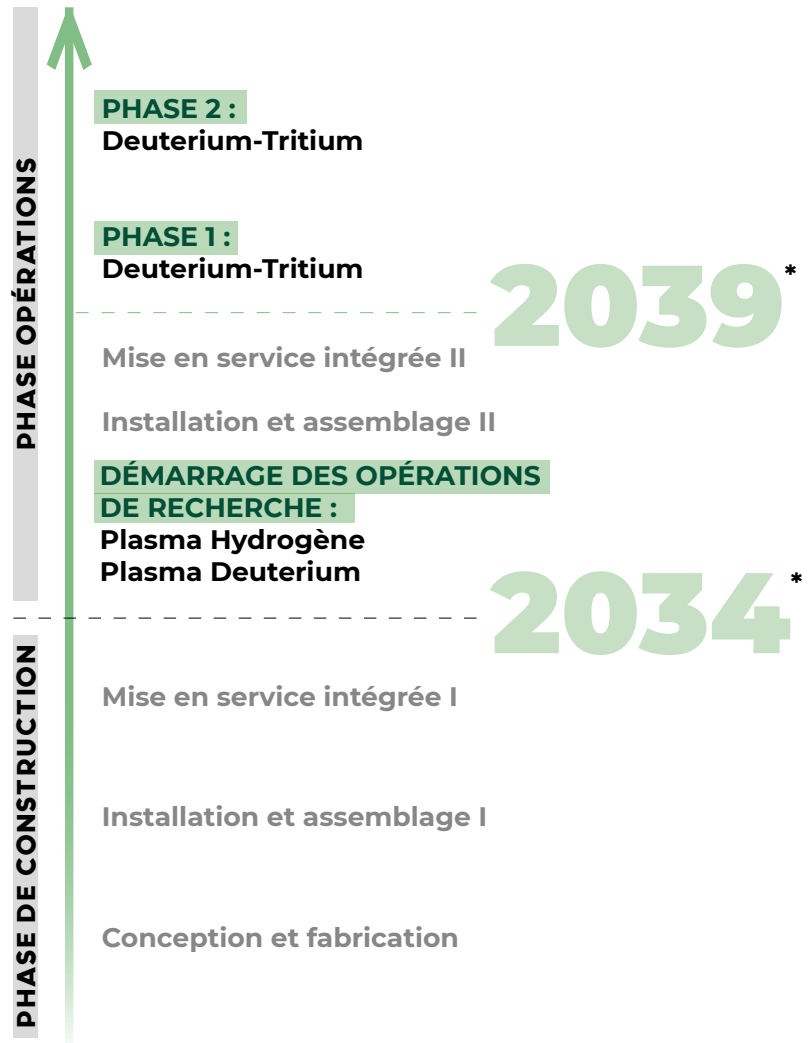 PHASE OPÉRATIONS
PHASE 2 :
Deuterium-Tritium
PHASE 1 :
Deuterium-Tritium
2039*
Mise en service intégrée II
Installation et assemblage II
DÉMARRAGE DES OPÉRATIONS
DE RECHERCHE :
Plasma Hydrogène
Plasma Deuterium
2034*
PHASE DE CONSTRUCTION
Mise en service intégrée I
Installation et assemblage I
Conception et fabrication